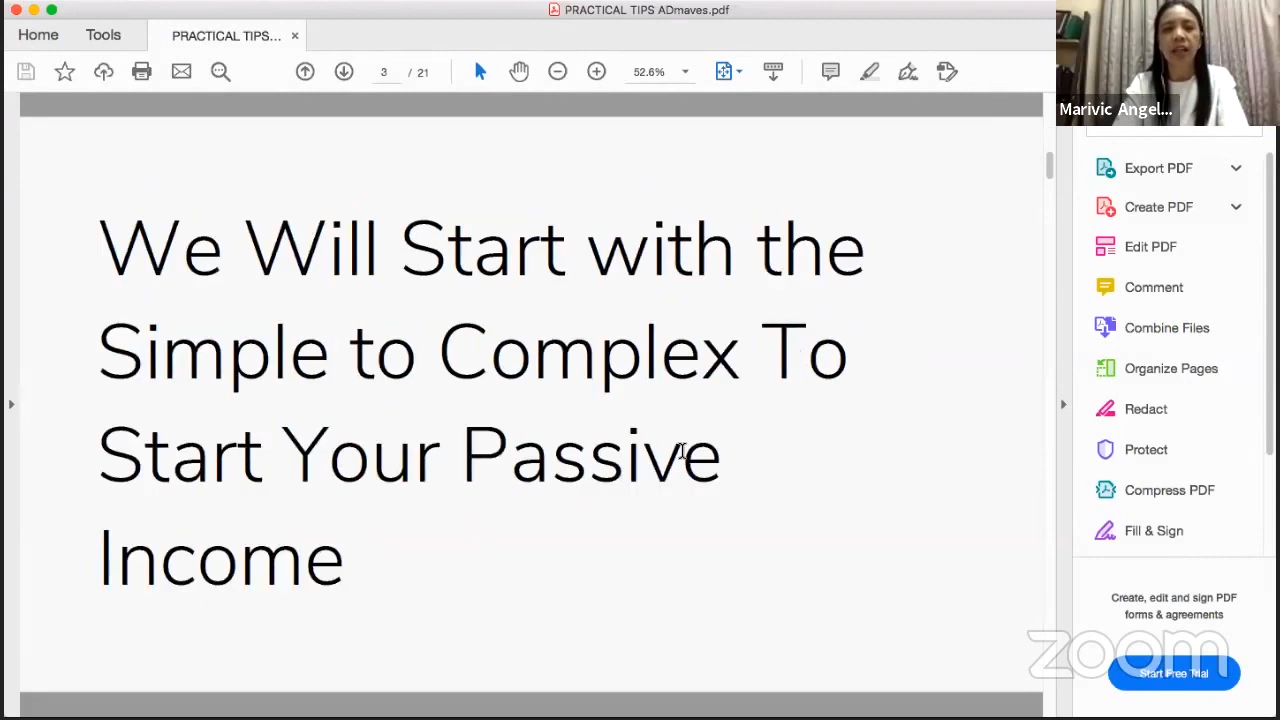 PRACTICAL TIPS ADmaves.pdf
Home
Tools
PRACTICAL TIPS...
3 / 21
52.6%
Marivic Angel...
We Will Start with the
Simple to Complex To
Start Your Passive
Income
Export PDF
Create PDF
Edit PDF
Comment
Combine Files
Organize Pages
Redact
Protect
Compress PDF
Fill & Sign
Create, edit and sign PDF
forms & agreements
Start Free Trial
zoom